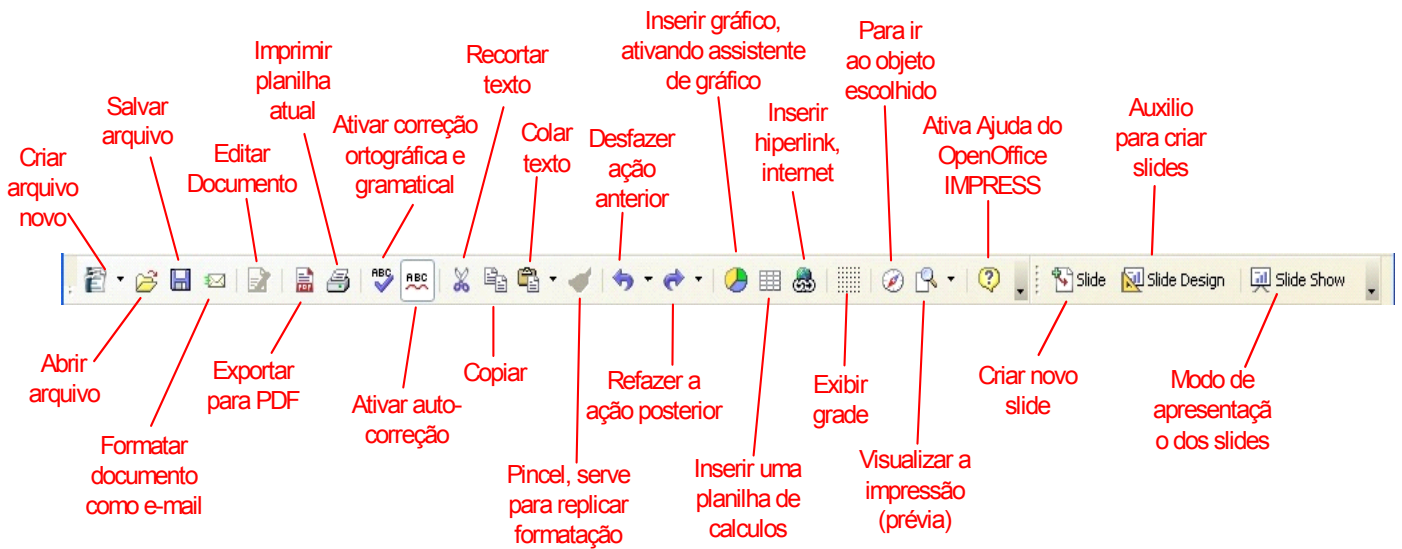 Criar
arquivo
novo
Salvar
arquivo
Editar
Documento
Imprimir
planilha
atual
Ativar correção
ortográfica e
gramatical
Recortar
texto
Colar
texto
Desfazer
ação
anterior
Inserir gráfico,
ativando assistente
de gráfico
Inserir
hiperlink,
internet
Para ir
ao objeto
escolhido
Ativa Ajuda do
OpenOffice
IMPRESS
Auxilio
para criar
slides
ABC
ABC
Slide
Slide Design
Slide Show
Abrir
arquivo
Formatar
documento
como e-mail
Exportar
para PDF
Ativar auto-
correção
Copiar
Pincel, serve
para replicar
formatação
Refazer a
ação posterior
Inserir uma
planilha de
calculos
Exibir
grade
Visualizar a
impressão
(prévia)
Criar novo
slide
Modo de
apresentaçã
o dos slides